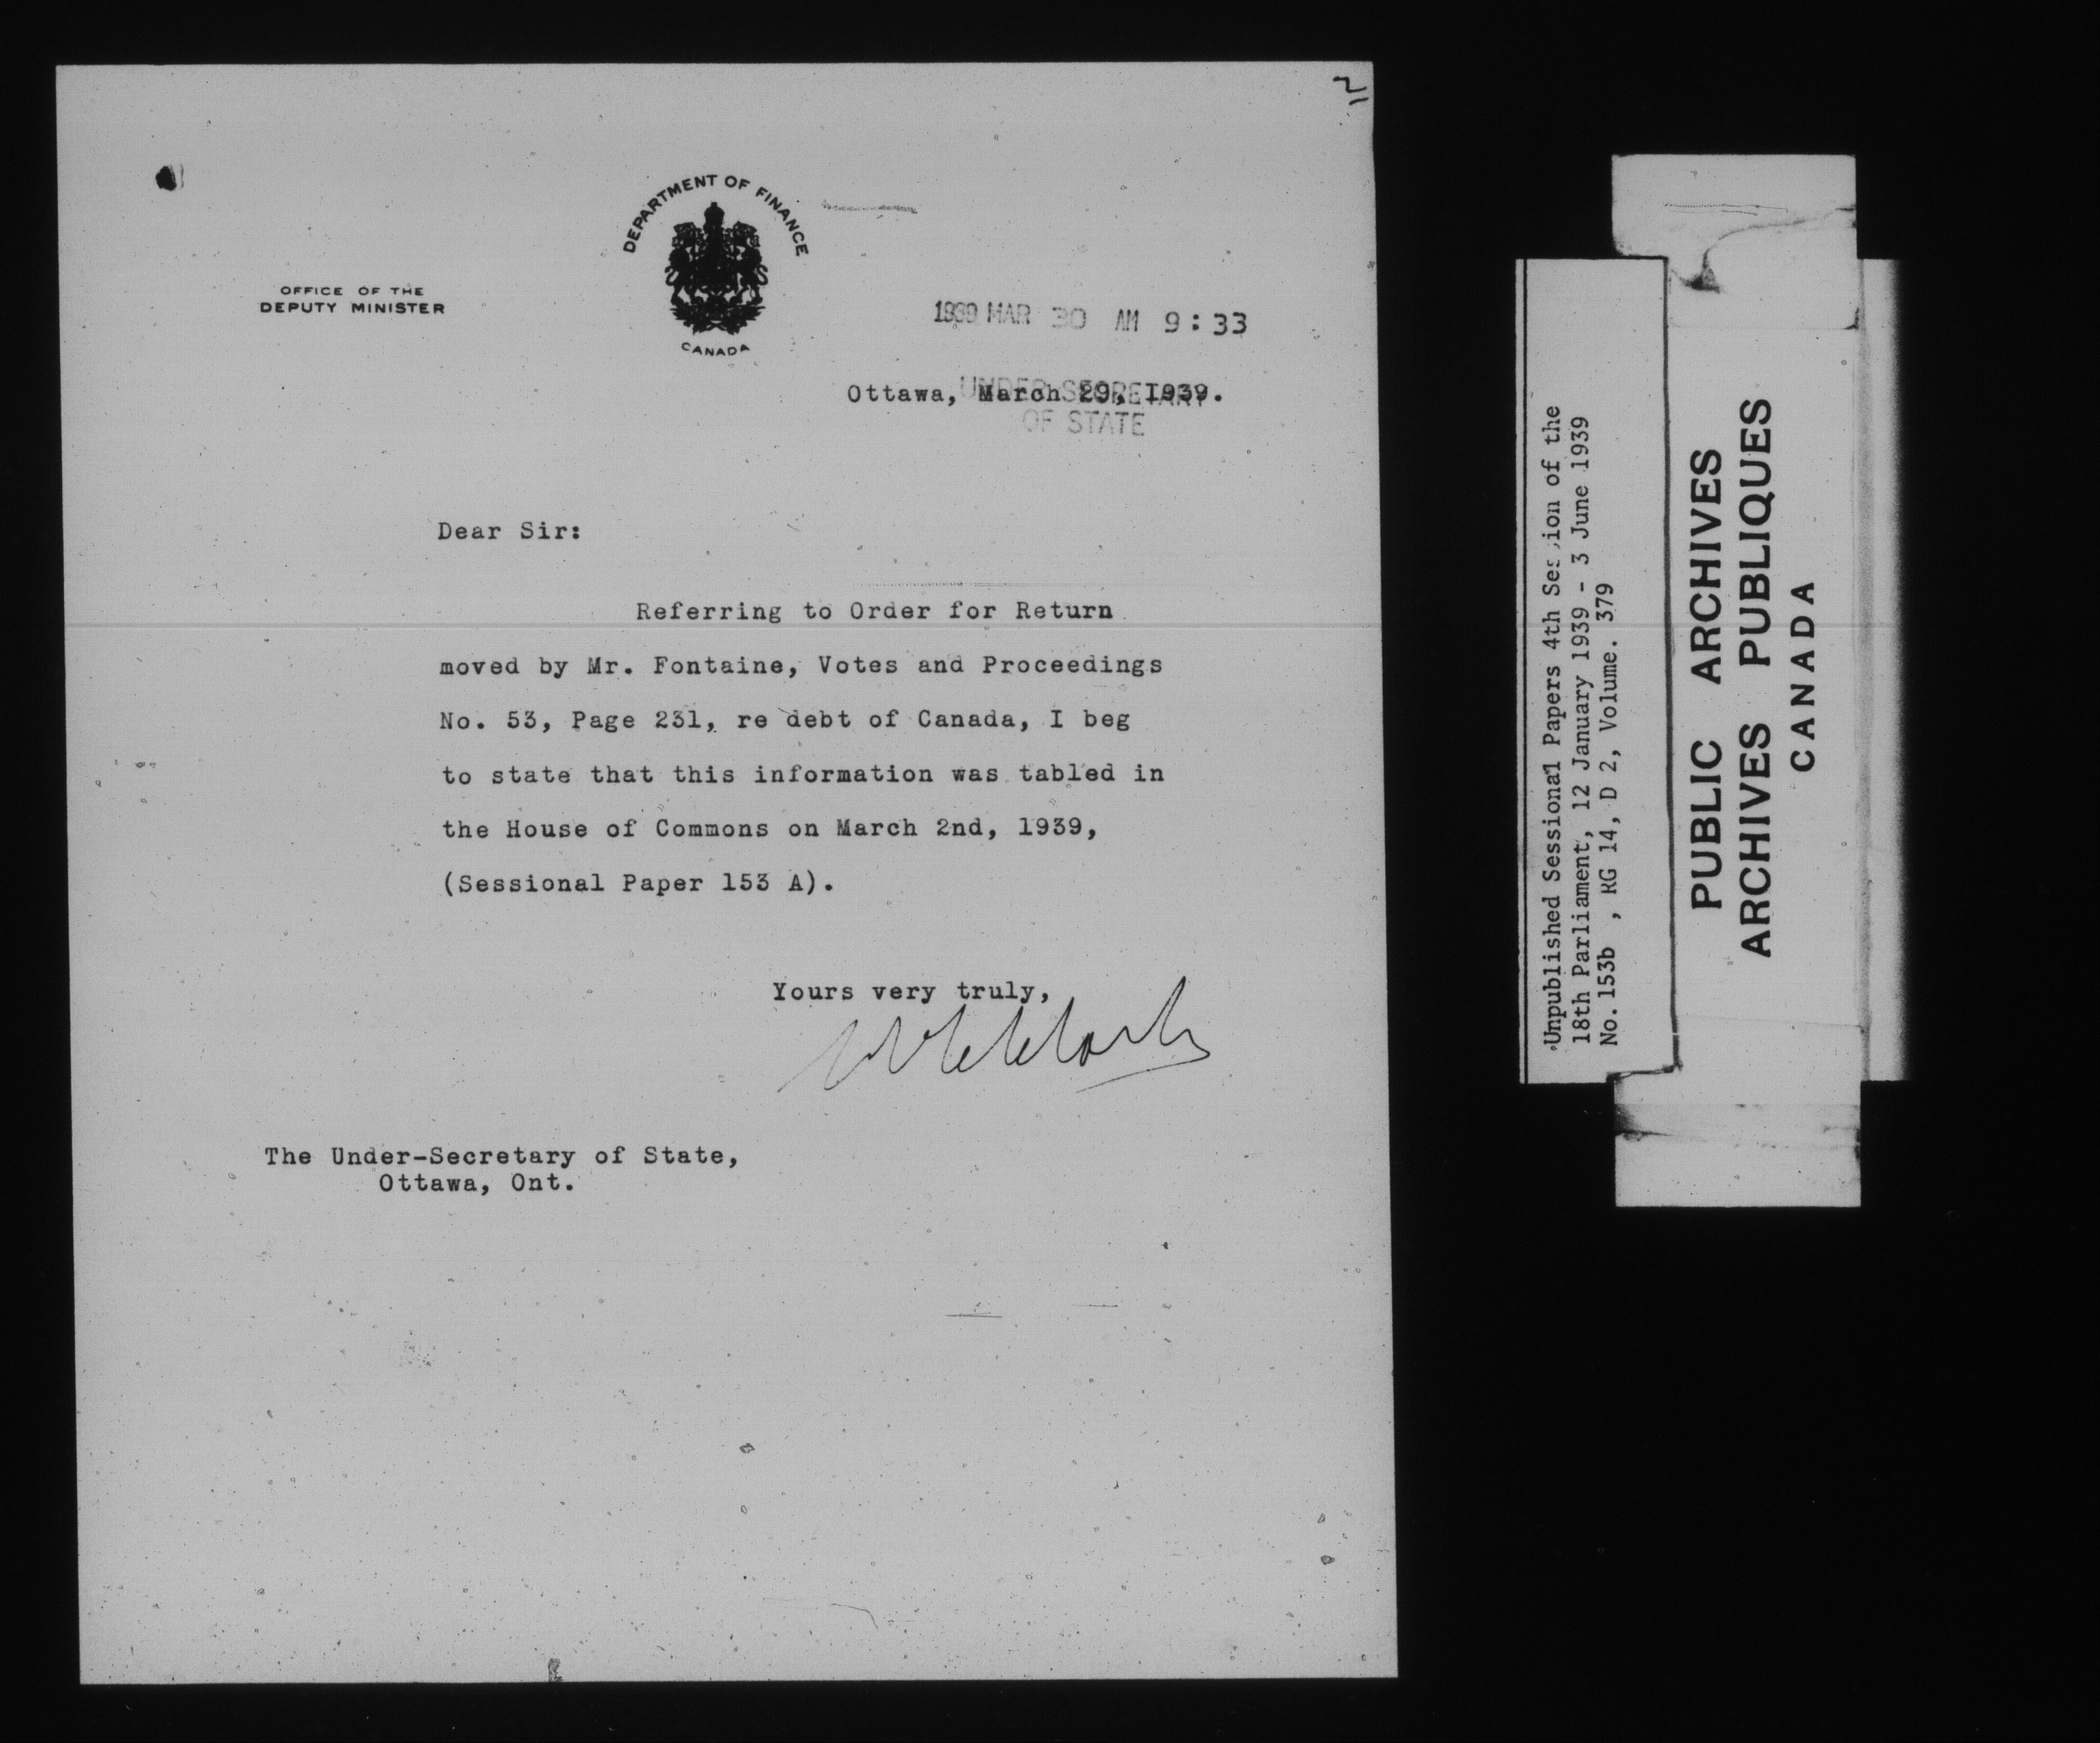 DEPARTMENT OF FINANCE
CANADA
OFFICE OF THE
DEPUTY MINISTER
1939 MAR 30 AM 9:33
UNDER SECRETARY
OF STATE
Ottawa, March 29, 1939.
Dear Sir:
Referring to Order for Return
moved by Mr. Fontaine, Votes and Proceedings
No. 53, Page 231, re debt of Canada, I beg
to state that this information was tabled in
the House of Commons on March 2nd, 1939,
(Sessional Paper 153 A).
Yours very truly,
The Under-Secretary of State,
Ottawa, Ont.
Unpublished Sessional Papers 4th Session of the
18th Parliament, 12 January 1939 - 3 June 1939
No. 153b , RG 14, D 2, Volume. 379
PUBLIC ARCHIVES
ARCHIVES PUBLIQUES
CANADA